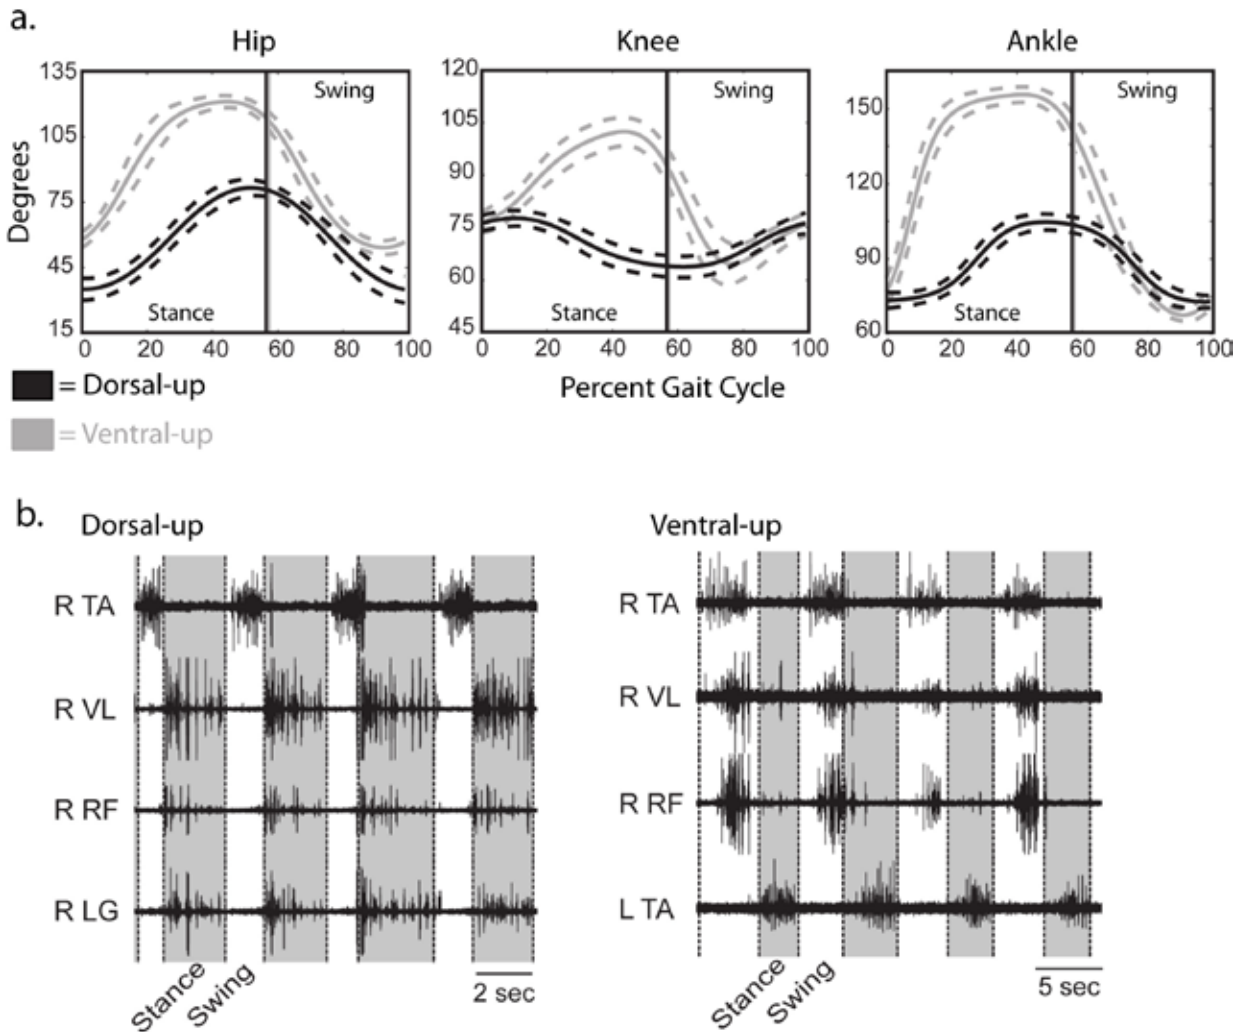 a.
Hip
Knee
Ankle
Degrees
135
105
75
45
15
Swing
Stance
0 20 40 60 80 100
120
105
90
75
60
45
Swing
Stance
0 20 40 60 80 100
150
120
90
60
Swing
Stance
0 20 40 60 80 100
Percent Gait Cycle
= Dorsal-up
= Ventral-up
b.
Dorsal-up
R TA
R VL
R RF
R LG
Stance
Swing
2 sec
Ventral-up
R TA
R VL
R RF
L TA
Stance
Swing
5 sec